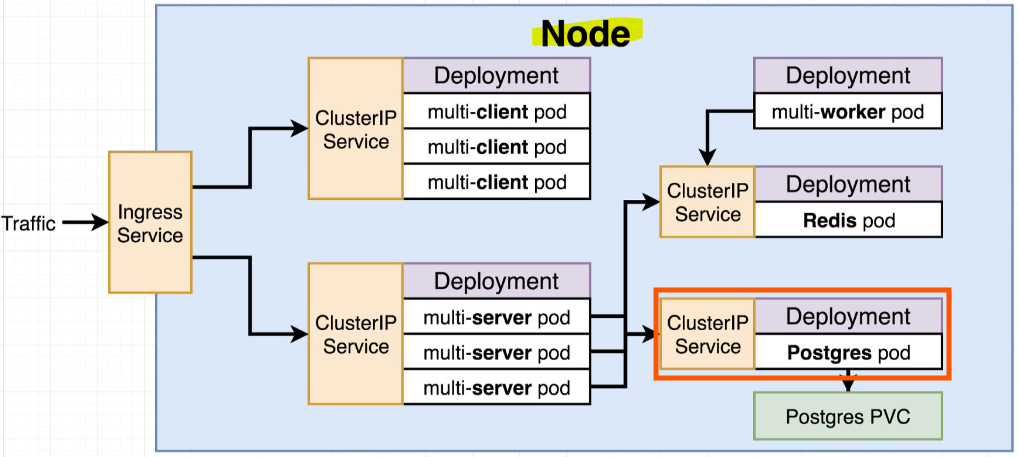 Node
Traffic
Ingress
Service
ClusterIP
Service
Deployment
multi-client pod
multi-client pod
multi-client pod
ClusterIP
Service
Deployment
multi-server pod
multi-server pod
multi-server pod
Deployment
multi-worker pod
ClusterIP
Service
Deployment
Redis pod
ClusterIP
Service
Deployment
Postgres pod
Postgres PVC